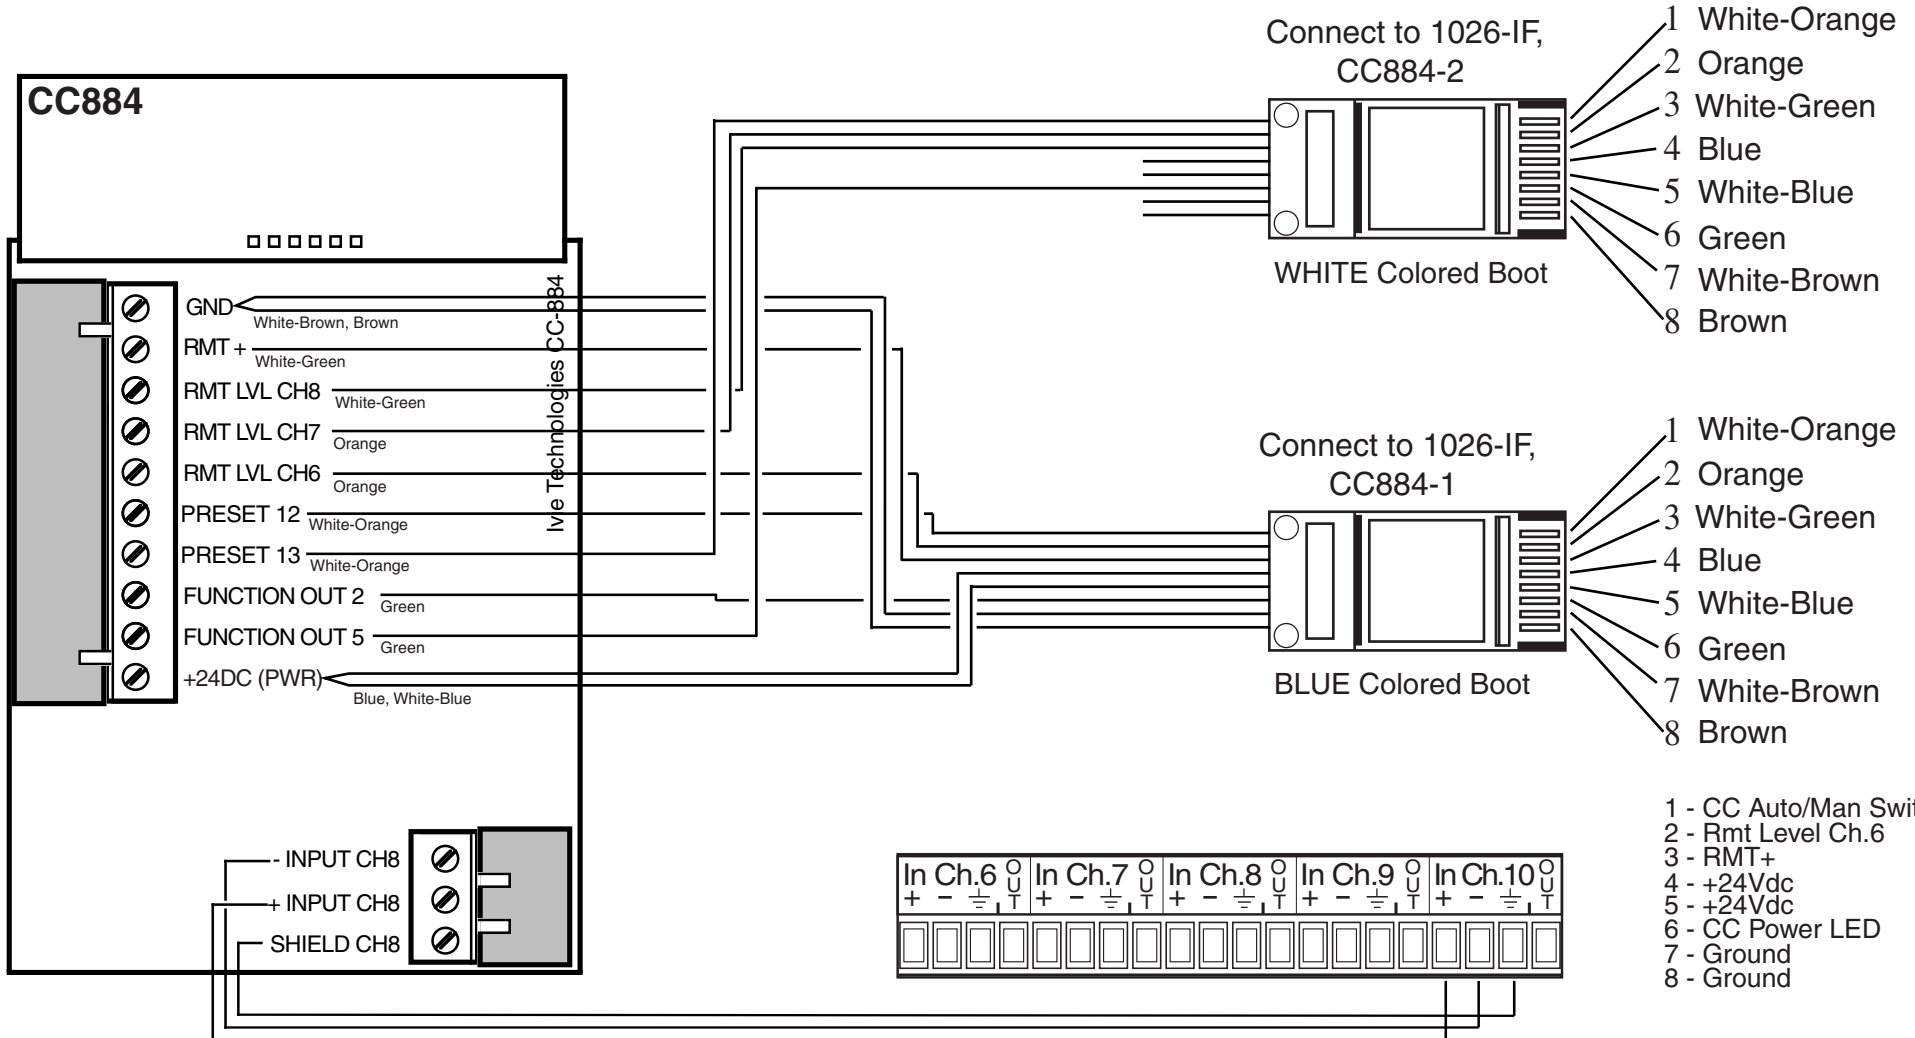 CC884
GND
White-Brown, Brown
RMT +
White-Green
RMT LVL CH8
White-Green
RMT LVL CH7
Orange
RMT LVL CH6
Orange
PRESET 12
White-Orange
PRESET 13
White-Orange
FUNCTION OUT 2
Green
FUNCTION OUT 5
Green
+24DC (PWR)
Blue, White-Blue
Ivie Technologies CC-884
- INPUT CH8
+ INPUT CH8
SHIELD CH8
Connect to 1026-IF,
CC884-2
WHITE Colored Boot
1 White-Orange
2 Orange
3 White-Green
4 Blue
5 White-Blue
6 Green
7 White-Brown
8 Brown
Connect to 1026-IF,
CC884-1
BLUE Colored Boot
1 White-Orange
2 Orange
3 White-Green
4 Blue
5 White-Blue
6 Green
7 White-Brown
8 Brown
In Ch.6 OUT In Ch.7 OUT In Ch.8 OUT In Ch.9 OUT In Ch.10 OUT
+ − + − + − + − + −
1 - CC Auto/Man Swi
2 - Rmt Level Ch.6
3 - RMT+
4 - +24Vdc
5 - +24Vdc
6 - CC Power LED
7 - Ground
8 - Ground